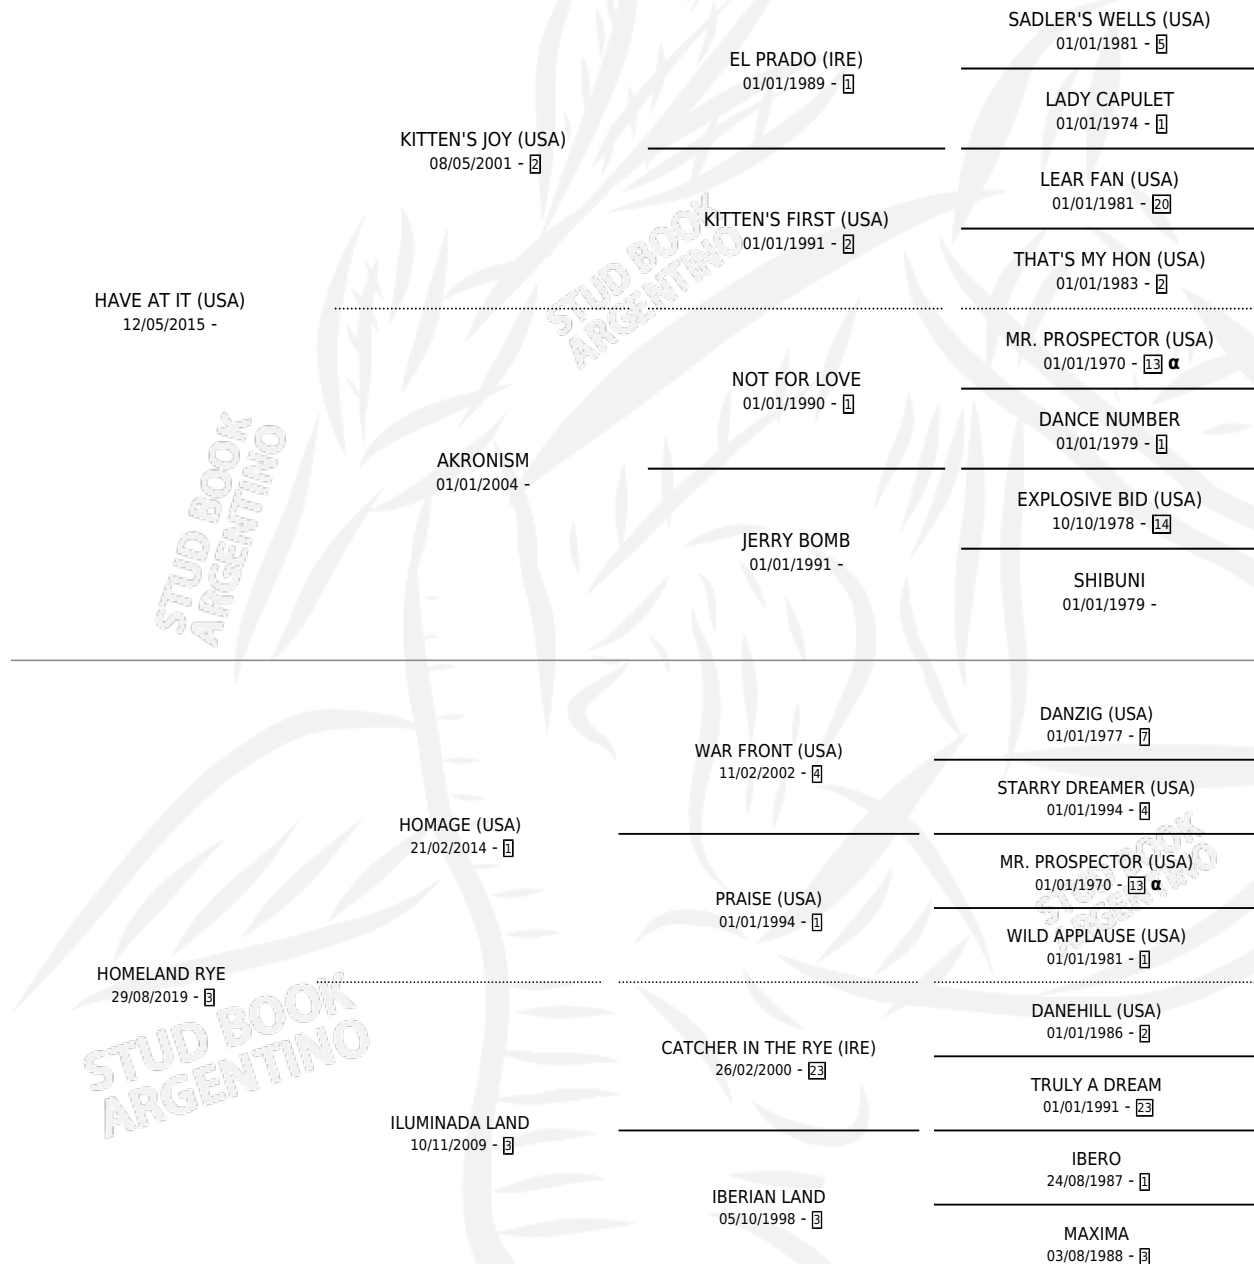 SADLER'S WELLS (USA)
01/01/1981 - 5
EL PRADO (IRE)
01/01/1989 - 1
LADY CAPULET
01/01/1974 - 1
KITTEN'S JOY (USA)
08/05/2001 - 2
LEAR FAN (USA)
01/01/1981 - 20
KITTEN'S FIRST (USA)
01/01/1991 - 2
THAT'S MY HON (USA)
01/01/1983 - 2
HAVE AT IT (USA)
12/05/2015 -
MR. PROSPECTOR (USA)
01/01/1970 - 13 α
NOT FOR LOVE
01/01/1990 - 1
DANCE NUMBER
01/01/1979 - 1
AKRONISM
01/01/2004 -
EXPLOSIVE BID (USA)
10/10/1978 - 14
JERRY BOMB
01/01/1991 -
SHIBUNI
01/01/1979 -
DANZIG (USA)
01/01/1977 - 7
WAR FRONT (USA)
11/02/2002 - 4
STARRY DREAMER (USA)
01/01/1994 - 4
HOMAGE (USA)
21/02/2014 - 1
MR. PROSPECTOR (USA)
01/01/1970 - 13 α
PRAISE (USA)
01/01/1994 - 1
WILD APPLAUSE (USA)
01/01/1981 - 1
HOMELAND RYE
29/08/2019 - 3
DANEHILL (USA)
01/01/1986 - 2
CATCHER IN THE RYE (IRE)
26/02/2000 - 23
TRULY A DREAM
01/01/1991 - 23
ILUMINADA LAND
10/11/2009 - 3
IBERO
24/08/1987 - 1
IBERIAN LAND
05/10/1998 - 3
MAXIMA
03/08/1988 - 3
STUD BOOK
ARGENTINO
STUD BOOK
ARGENTINO
STUD BOOK
ARGENTINO
STUD BOOK
ARGENTINO